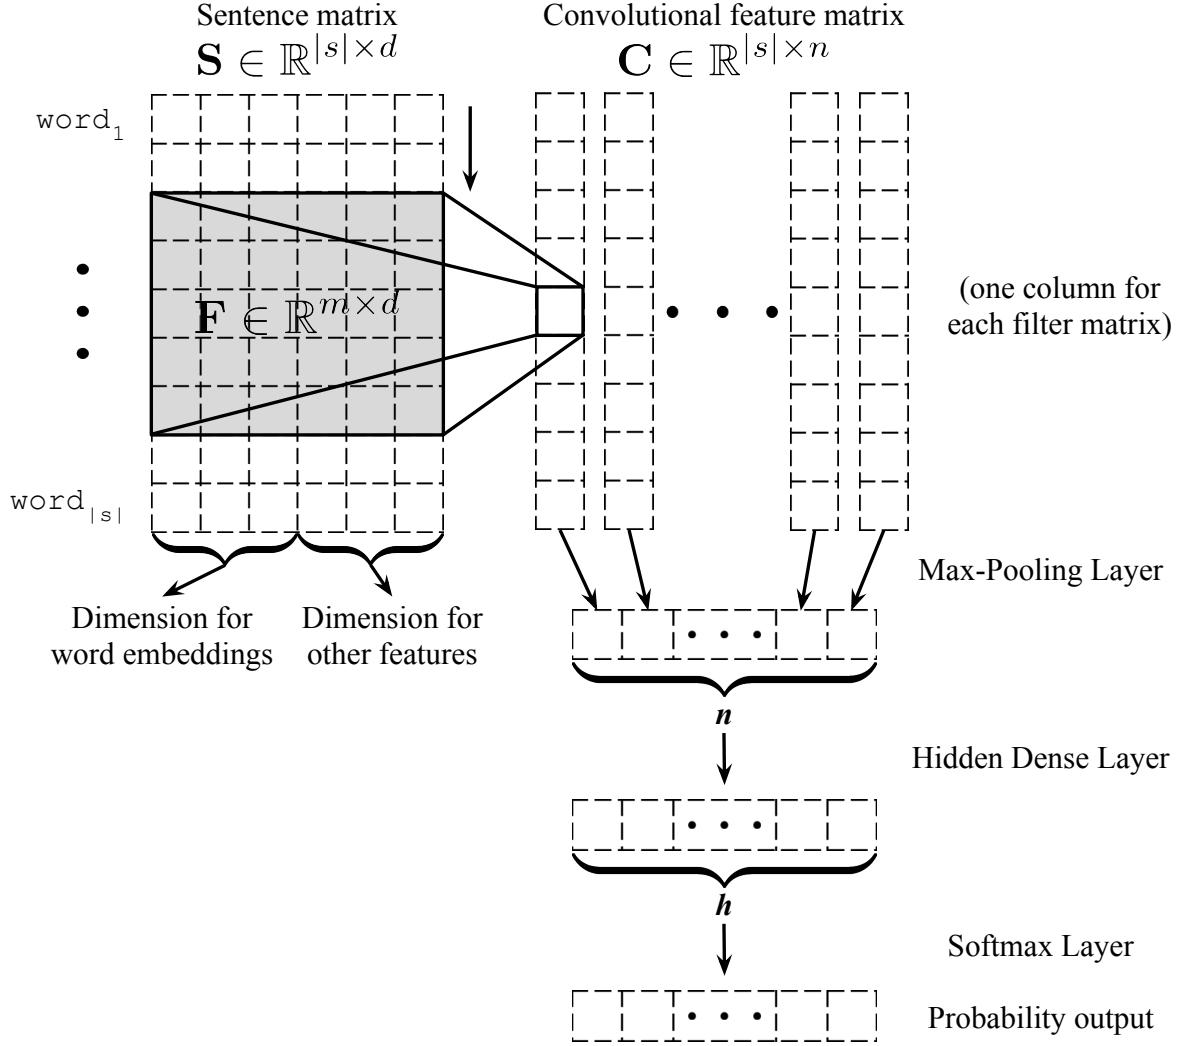 Sentence matrix
S ∈ ℝ^{|s|×d}
Convolutional feature matrix
C ∈ ℝ^{|s|×n}
word_1
F ∈ ℝ^{m×d}
(one column for
each filter matrix)
word_{|s|}
Dimension for
word embeddings
Dimension for
other features
Max-Pooling Layer
n
Hidden Dense Layer
h
Softmax Layer
Probability output